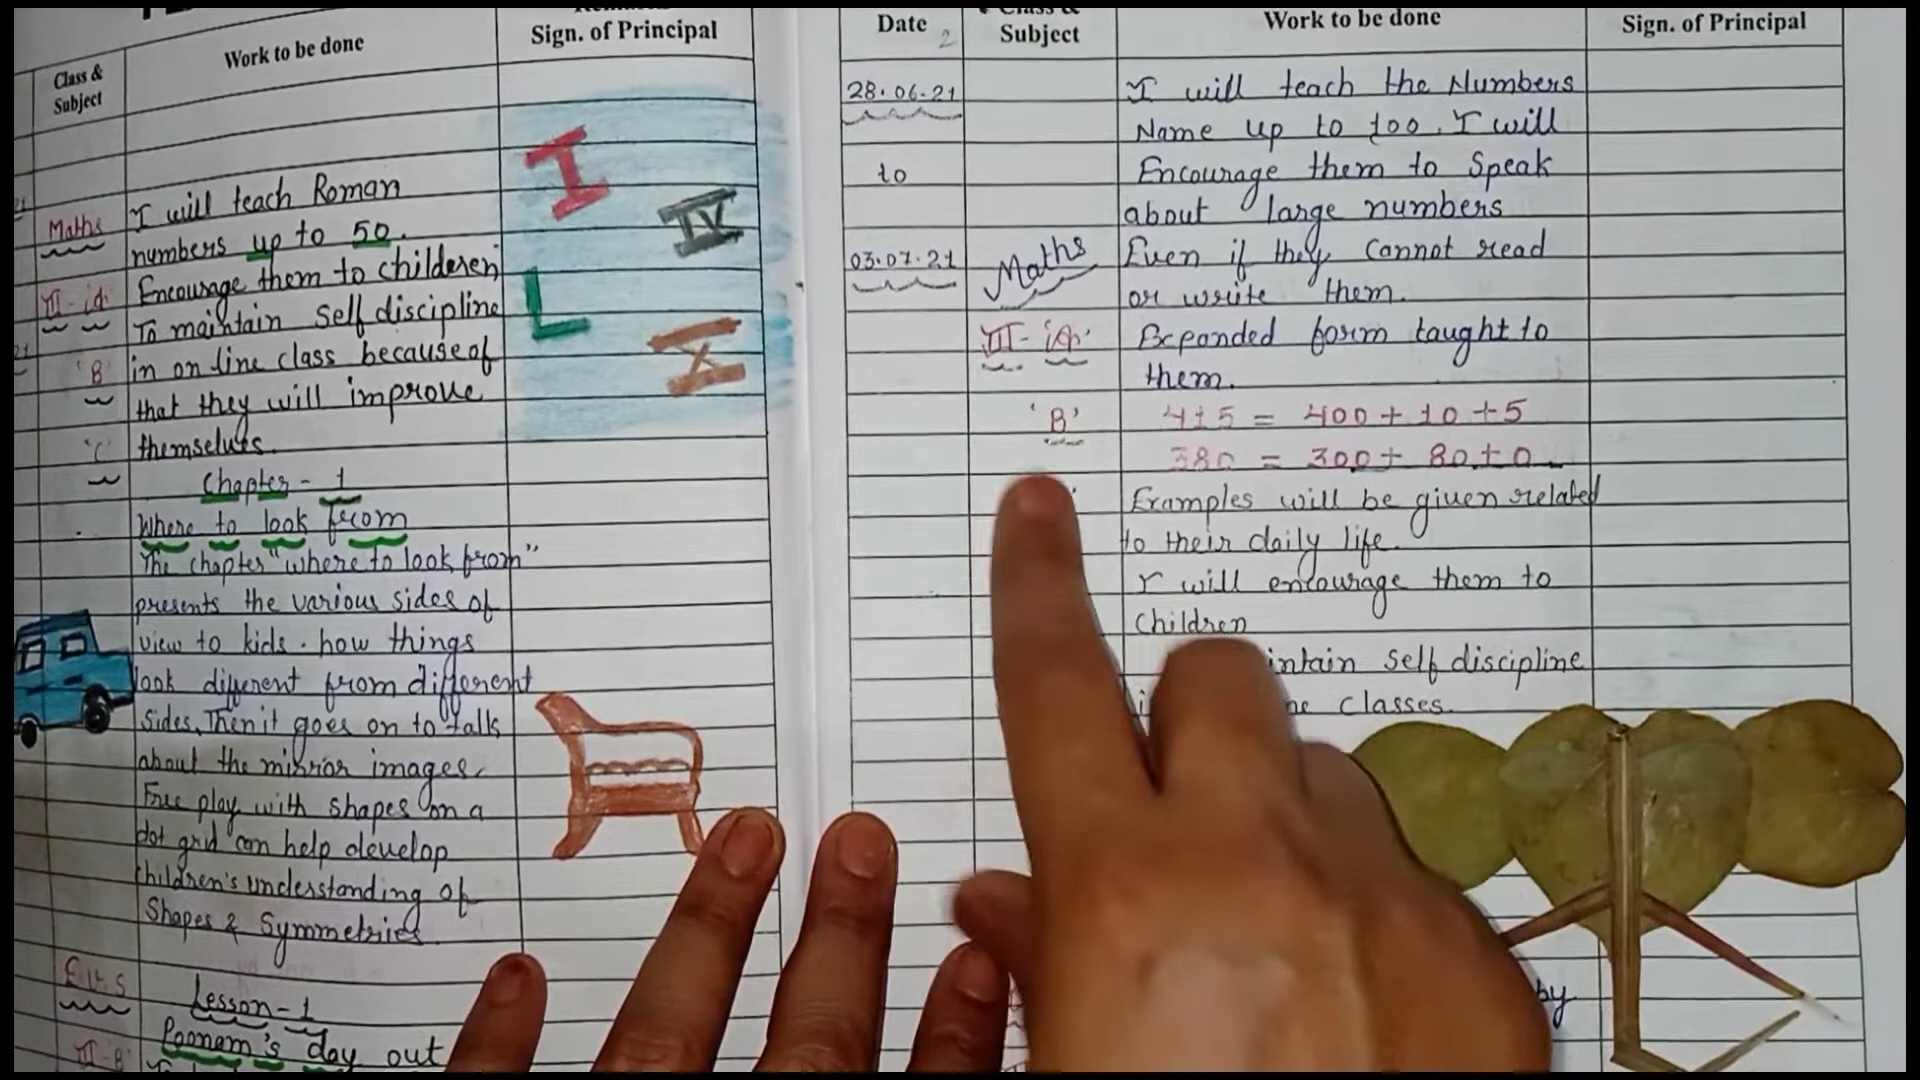 Class &
Subject
Work to be done
Sign. of Principal
Maths
III - 'A'
'B'
'C'
I will teach Roman
numbers up to 50.
Encourage them to childeren
To maintain self discipline
in on-line class because of
that they will improve
themselves.
Chapter - 1
Where to look from
The chapter "where to look from"
presents the various sides of
view to kids. how things
look different from different
sides. Then it goes on to talks
about the mirror images.
Free play with shapes on a
dot grid can help develop
children's understanding of
Shapes & Symmetries.
E.V.S
Lesson - 1
III - B'
Poonam's day out
I
IV
L
X
Date
2
Class &
Subject
Work to be done
Sign. of Principal
28.06.21
to
03.07.21
Maths
III - 'A'
'B'
I will teach the Numbers
Name up to 100. I will
Encourage them to Speak
about large numbers
Even if they cannot read
or write them.
Expanded form taught to
them.
415 = 400 + 10 + 5
380 = 300 + 80 + 0
Examples will be given related
to their daily life.
I will encourage them to
children
self discipline
classes.
by